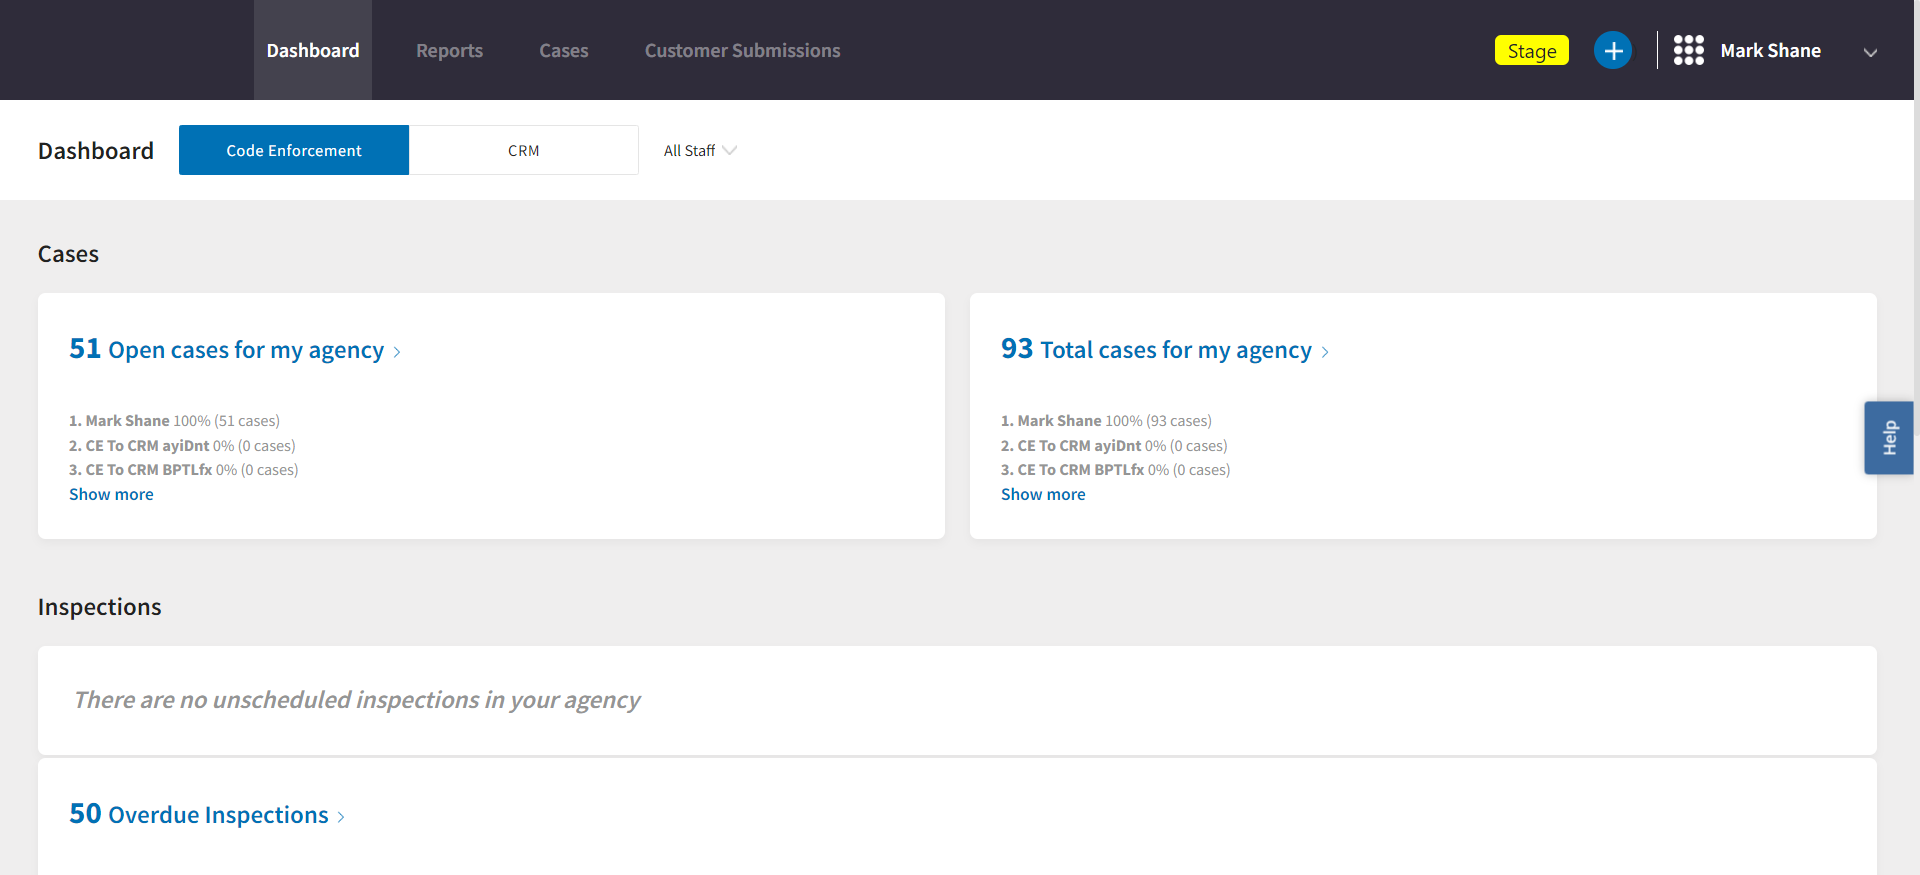 Dashboard Reports Cases Customer Submissions Stage Mark Shane
Dashboard Code Enforcement CRM All Staff
Cases
51 Open cases for my agency
1. Mark Shane 100% (51 cases)
2. CE To CRM ayiDnt 0% (0 cases)
3. CE To CRM BPTLfx 0% (0 cases)
Show more
93 Total cases for my agency
1. Mark Shane 100% (93 cases)
2. CE To CRM ayiDnt 0% (0 cases)
3. CE To CRM BPTLfx 0% (0 cases)
Show more
Help
Inspections
There are no unscheduled inspections in your agency
50 Overdue Inspections